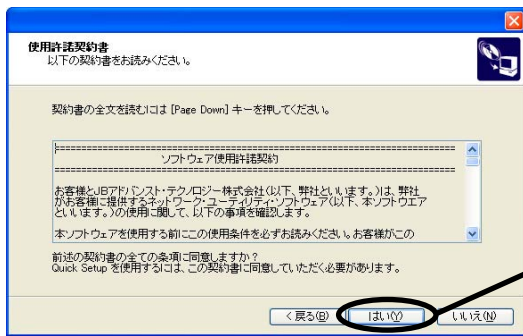 使用許諾契約書
以下の契約書をお読みください。
契約書の全文を読むには [Page Down] キーを押してください。
==================================================
ソフトウェア使用許諾契約
==================================================
お客様とJBアドバンスト・テクノロジー株式会社(以下、弊社といいます。)は、弊社
がお客様に提供するネットワーク・ユーティリティ・ソフトウェア(以下、本ソフトウエア
といいます。)の使用に関して、以下の事項を確認します。
本ソフトウェアを使用する前にこの使用条件を必ずお読みください。お客様がこの
前述の契約書の全ての条項に同意しますか?
Quick Setup を使用するには、この契約書に同意していただく必要があります。
< 戻る(B) はい(Y) いいえ(N)